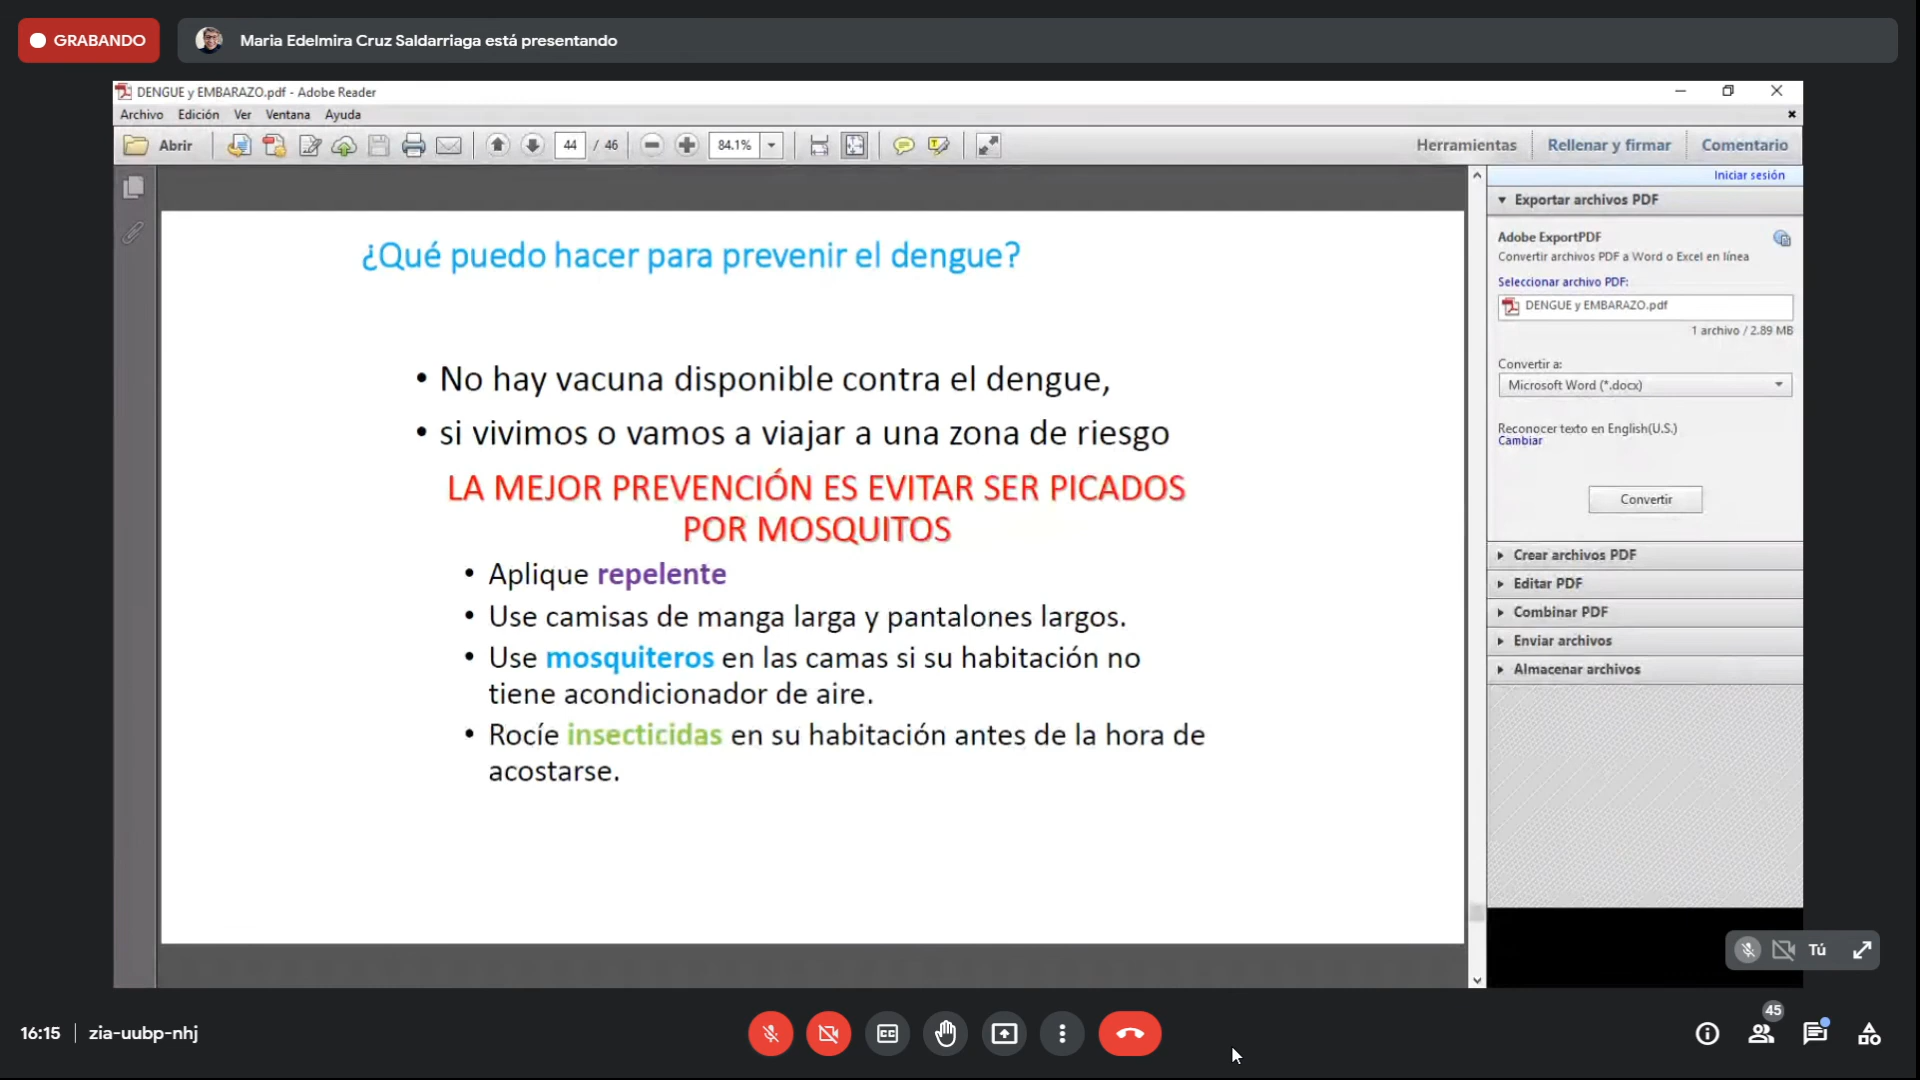 GRABANDO
Maria Edelmira Cruz Saldarriaga está presentando
DENGUE y EMBARAZO.pdf - Adobe Reader
Archivo Edición Ver Ventana Ayuda
Abrir 44 / 46 84.1% Herramientas Rellenar y firmar Comentario
Iniciar sesión
Exportar archivos PDF
Adobe ExportPDF
Convertir archivos PDF a Word o Excel en línea
Seleccionar archivo PDF:
DENGUE y EMBARAZO.pdf
1 archivo / 2.89 MB
Convertir a:
Microsoft Word (*.docx)
Reconocer texto en English(U.S.)
Cambiar
Convertir
Crear archivos PDF
Editar PDF
Combinar PDF
Enviar archivos
Almacenar archivos
¿Qué puedo hacer para prevenir el dengue?
• No hay vacuna disponible contra el dengue,
• si vivimos o vamos a viajar a una zona de riesgo
LA MEJOR PREVENCIÓN ES EVITAR SER PICADOS
POR MOSQUITOS
• Aplique repelente
• Use camisas de manga larga y pantalones largos.
• Use mosquiteros en las camas si su habitación no
tiene acondicionador de aire.
• Rocíe insecticidas en su habitación antes de la hora de
acostarse.
Tú
16:15 | zia-uubp-nhj
45